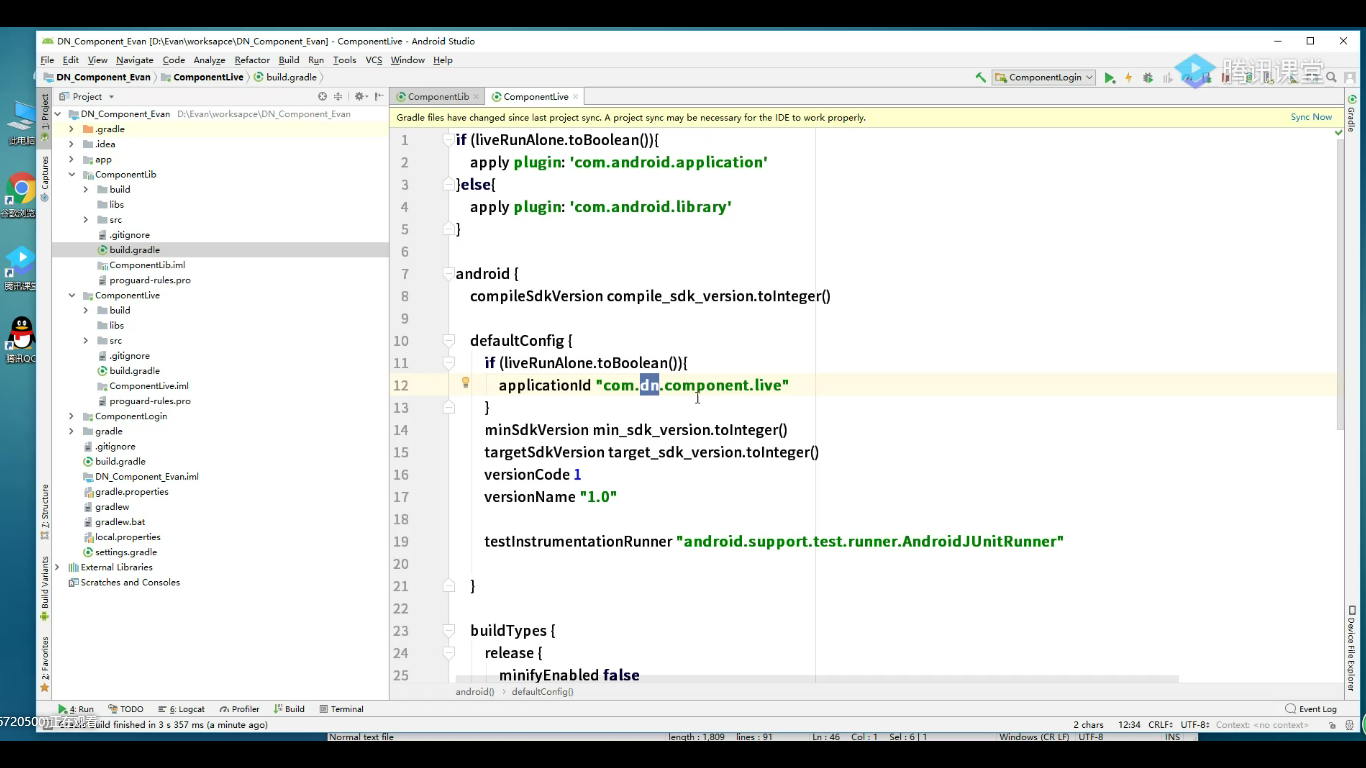 DN_Component_Evan [D:\Evan\worksapce\DN_Component_Evan] - ComponentLive - Android Studio
File Edit View Navigate Code Analyze Refactor Build Run Tools VCS Window Help
DN_Component_Evan ComponentLive build.gradle
ComponentLogin
腾讯课堂
Project
ComponentLib
ComponentLive
DN_Component_Evan D:\Evan\worksapce\DN_Component_Evan
.gradle
.idea
app
ComponentLib
build
libs
src
.gitignore
build.gradle
ComponentLib.iml
proguard-rules.pro
ComponentLive
build
libs
src
.gitignore
build.gradle
ComponentLive.iml
proguard-rules.pro
ComponentLogin
gradle
.gitignore
build.gradle
DN_Component_Evan.iml
gradle.properties
gradlew
gradlew.bat
local.properties
settings.gradle
External Libraries
Scratches and Consoles
Gradle files have changed since last project sync. A project sync may be necessary for the IDE to work properly. Sync Now
1 if (liveRunAlone.toBoolean()){
2 apply plugin: 'com.android.application'
3 }else{
4 apply plugin: 'com.android.library'
5 }
6
7 android {
8 compileSdkVersion compile_sdk_version.toInteger()
9
10 defaultConfig {
11 if (liveRunAlone.toBoolean()){
12 applicationId "com.dn.component.live"
13 }
14 minSdkVersion min_sdk_version.toInteger()
15 targetSdkVersion target_sdk_version.toInteger()
16 versionCode 1
17 versionName "1.0"
18
19 testInstrumentationRunner "android.support.test.runner.AndroidJUnitRunner"
20
21 }
22
23 buildTypes {
24 release {
25 minifyEnabled false
android() defaultConfig()
1: Project
Captures
7: Structure
Build Variants
2: Favorites
Gradle
Device File Explorer
此电脑
谷歌浏览
腾讯课堂
腾讯QQ
4: Run TODO 6: Logcat Profiler Build Terminal Event Log
build finished in 3 s 357 ms (a minute ago)
5720500)正在观看
2 chars 12:34 CRLF UTF-8 Context: <no context>
Normal text file length : 1,809 lines : 91 Ln : 46 Col : 1 Sel : 6 | 1 Windows (CR LF) UTF-8 INS